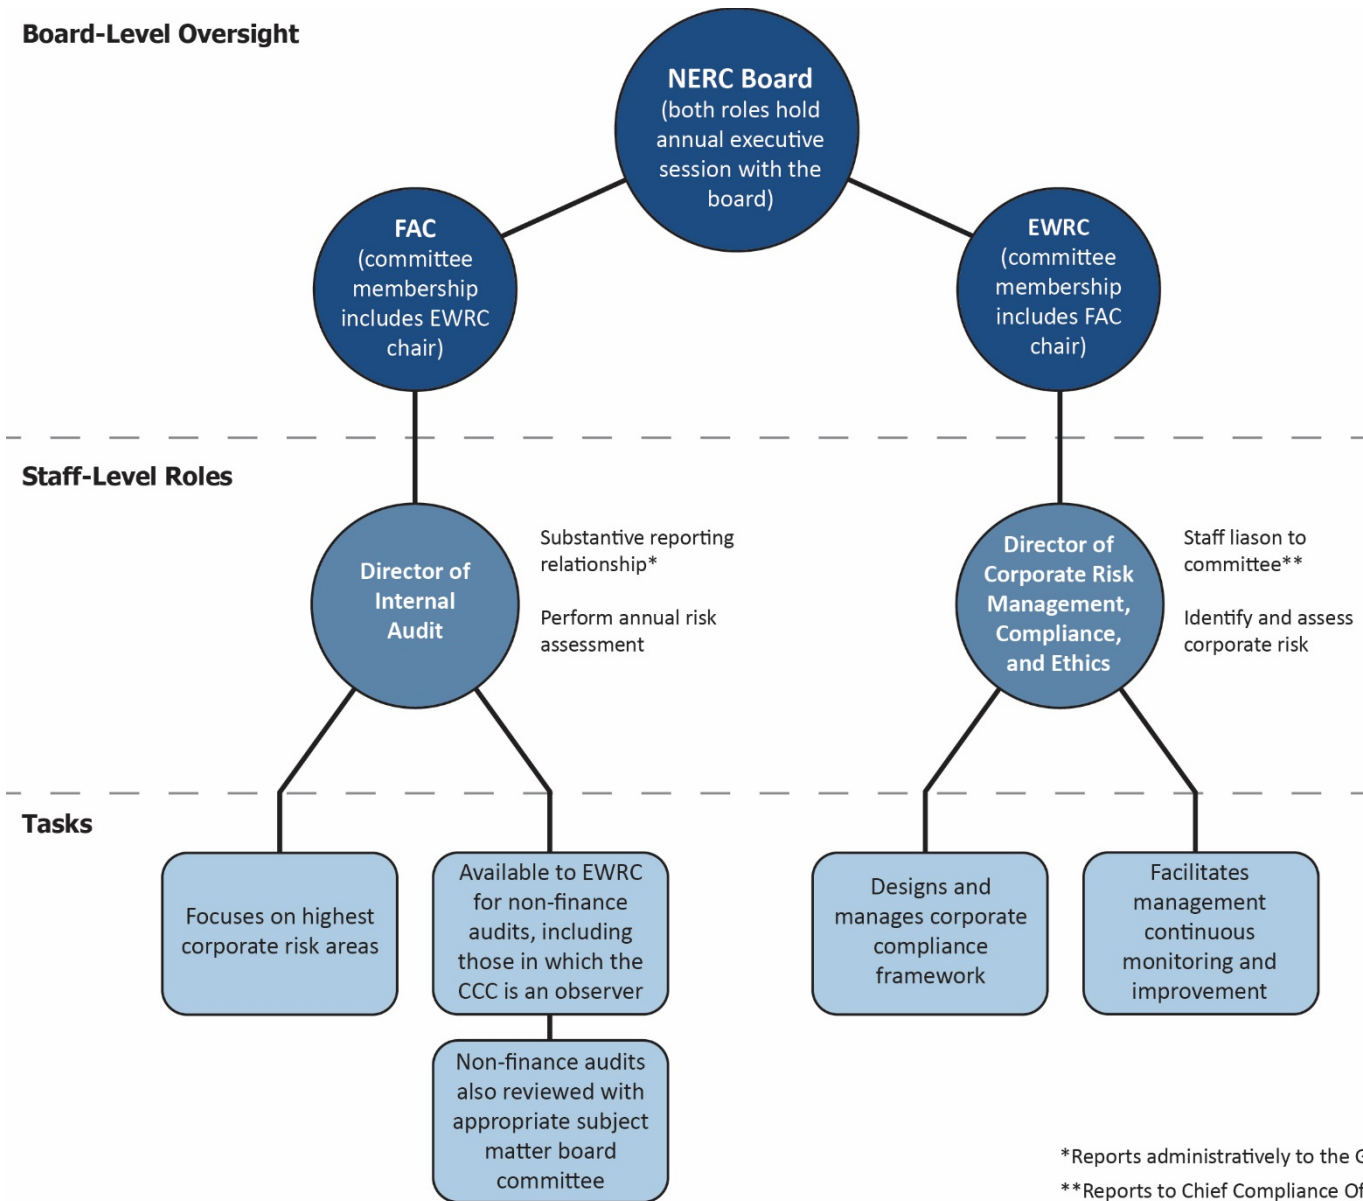 Board-Level Oversight
NERC Board
(both roles hold
annual executive
session with the
board)
FAC
(committee
membership
includes EWRC
chair)
EWRC
(committee
membership
includes FAC
chair)
Staff-Level Roles
Director of
Internal
Audit
Substantive reporting
relationship*
Perform annual risk
assessment
Director of
Corporate Risk
Management,
Compliance,
and Ethics
Staff liason to
committee**
Identify and assess
corporate risk
Tasks
Focuses on highest
corporate risk areas
Available to EWRC
for non-finance
audits, including
those in which the
CCC is an observer
Non-finance audits
also reviewed with
appropriate subject
matter board
committee
Designs and
manages corporate
compliance
framework
Facilitates
management
continuous
monitoring and
improvement
*Reports administratively to the
**Reports to Chief Compliance